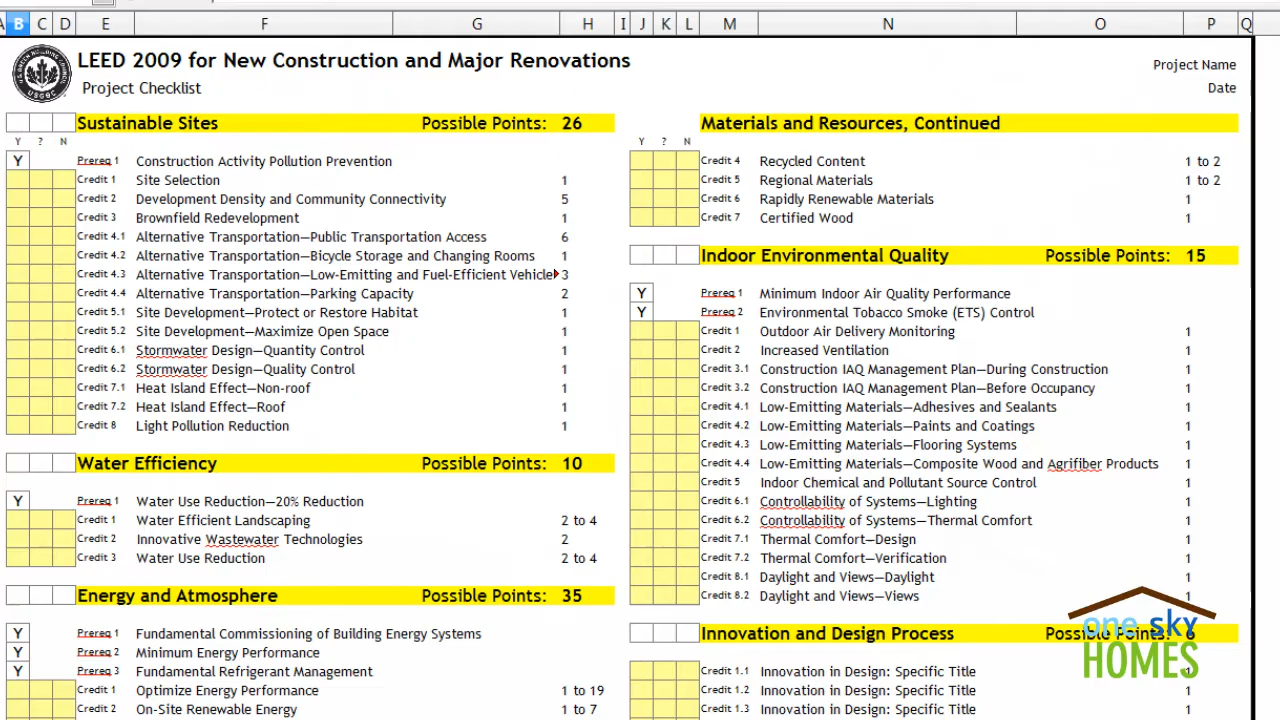 A B C D E F G H I J K L M N O P Q
LEED 2009 for New Construction and Major Renovations
Project Checklist
Project Name
Date
Sustainable Sites Possible Points: 26
Y ? N
Y Prereq 1 Construction Activity Pollution Prevention
Credit 1 Site Selection 1
Credit 2 Development Density and Community Connectivity 5
Credit 3 Brownfield Redevelopment 1
Credit 4.1 Alternative Transportation—Public Transportation Access 6
Credit 4.2 Alternative Transportation—Bicycle Storage and Changing Rooms 1
Credit 4.3 Alternative Transportation—Low-Emitting and Fuel-Efficient Vehicle 3
Credit 4.4 Alternative Transportation—Parking Capacity 2
Credit 5.1 Site Development—Protect or Restore Habitat 1
Credit 5.2 Site Development—Maximize Open Space 1
Credit 6.1 Stormwater Design—Quantity Control 1
Credit 6.2 Stormwater Design—Quality Control 1
Credit 7.1 Heat Island Effect—Non-roof 1
Credit 7.2 Heat Island Effect—Roof 1
Credit 8 Light Pollution Reduction 1
Water Efficiency Possible Points: 10
Y Prereq 1 Water Use Reduction—20% Reduction
Credit 1 Water Efficient Landscaping 2 to 4
Credit 2 Innovative Wastewater Technologies 2
Credit 3 Water Use Reduction 2 to 4
Energy and Atmosphere Possible Points: 35
Y Prereq 1 Fundamental Commissioning of Building Energy Systems
Y Prereq 2 Minimum Energy Performance
Y Prereq 3 Fundamental Refrigerant Management
Credit 1 Optimize Energy Performance 1 to 19
Credit 2 On-Site Renewable Energy 1 to 7
Materials and Resources, Continued
Y ? N
Credit 4 Recycled Content 1 to 2
Credit 5 Regional Materials 1 to 2
Credit 6 Rapidly Renewable Materials 1
Credit 7 Certified Wood 1
Indoor Environmental Quality Possible Points: 15
Y Prereq 1 Minimum Indoor Air Quality Performance
Y Prereq 2 Environmental Tobacco Smoke (ETS) Control
Credit 1 Outdoor Air Delivery Monitoring 1
Credit 2 Increased Ventilation 1
Credit 3.1 Construction IAQ Management Plan—During Construction 1
Credit 3.2 Construction IAQ Management Plan—Before Occupancy 1
Credit 4.1 Low-Emitting Materials—Adhesives and Sealants 1
Credit 4.2 Low-Emitting Materials—Paints and Coatings 1
Credit 4.3 Low-Emitting Materials—Flooring Systems 1
Credit 4.4 Low-Emitting Materials—Composite Wood and Agrifiber Products 1
Credit 5 Indoor Chemical and Pollutant Source Control 1
Credit 6.1 Controllability of Systems—Lighting 1
Credit 6.2 Controllability of Systems—Thermal Comfort 1
Credit 7.1 Thermal Comfort—Design 1
Credit 7.2 Thermal Comfort—Verification 1
Credit 8.1 Daylight and Views—Daylight 1
Credit 8.2 Daylight and Views—Views 1
Innovation and Design Process Possible Points: 6
Credit 1.1 Innovation in Design: Specific Title 1
Credit 1.2 Innovation in Design: Specific Title 1
Credit 1.3 Innovation in Design: Specific Title 1
one sky
HOMES